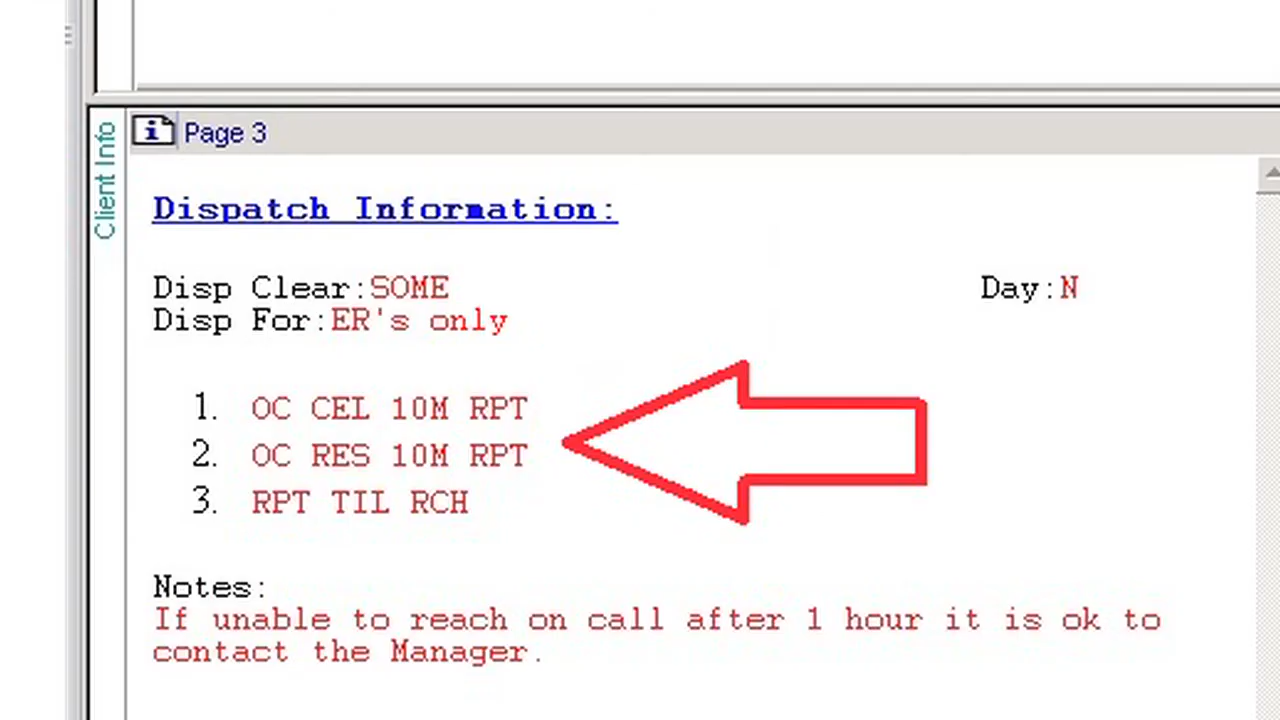 Client Info
Page 3
Dispatch Information:
Disp Clear:SOME Day:N
Disp For:ER's only
1. OC CEL 10M RPT
2. OC RES 10M RPT
3. RPT TIL RCH
Notes:
If unable to reach on call after 1 hour it is ok to
contact the Manager.